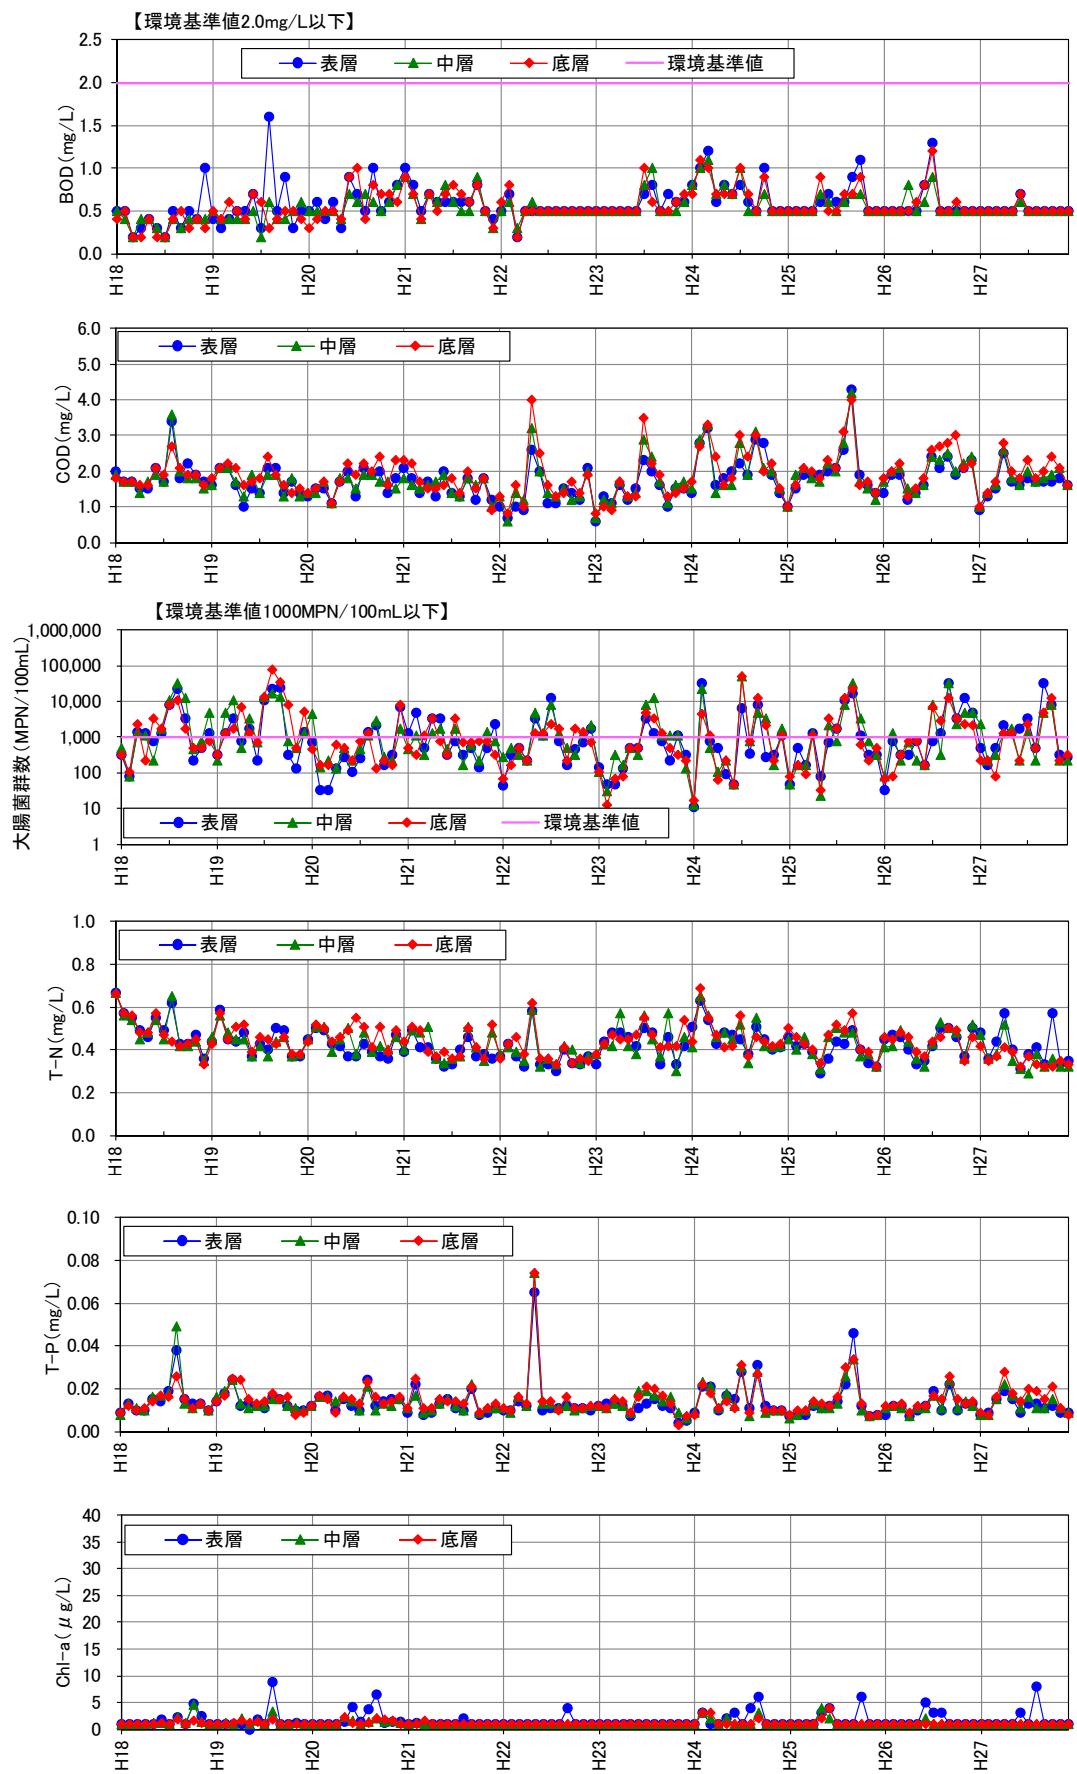 【環境基準値2.0mg/L以下】
BOD(mg/L)
2.5
2.0
1.5
1.0
0.5
0.0
表層 中層 底層 環境基準値
H18 H19 H20 H21 H22 H23 H24 H25 H26 H27
COD(mg/L)
6.0
5.0
4.0
3.0
2.0
1.0
0.0
表層 中層 底層
H18 H19 H20 H21 H22 H23 H24 H25 H26 H27
【環境基準値1000MPN/100mL以下】
大腸菌群数(MPN/100mL)
1,000,000
100,000
10,000
1,000
100
10
1
表層 中層 底層 環境基準値
H18 H19 H20 H21 H22 H23 H24 H25 H26 H27
T-N(mg/L)
1.0
0.8
0.6
0.4
0.2
0.0
表層 中層 底層
H18 H19 H20 H21 H22 H23 H24 H25 H26 H27
T-P(mg/L)
0.10
0.08
0.06
0.04
0.02
0.00
表層 中層 底層
H18 H19 H20 H21 H22 H23 H24 H25 H26 H27
Chl-a(μg/L)
40
35
30
25
20
15
10
5
0
表層 中層 底層
H18 H19 H20 H21 H22 H23 H24 H25 H26 H27